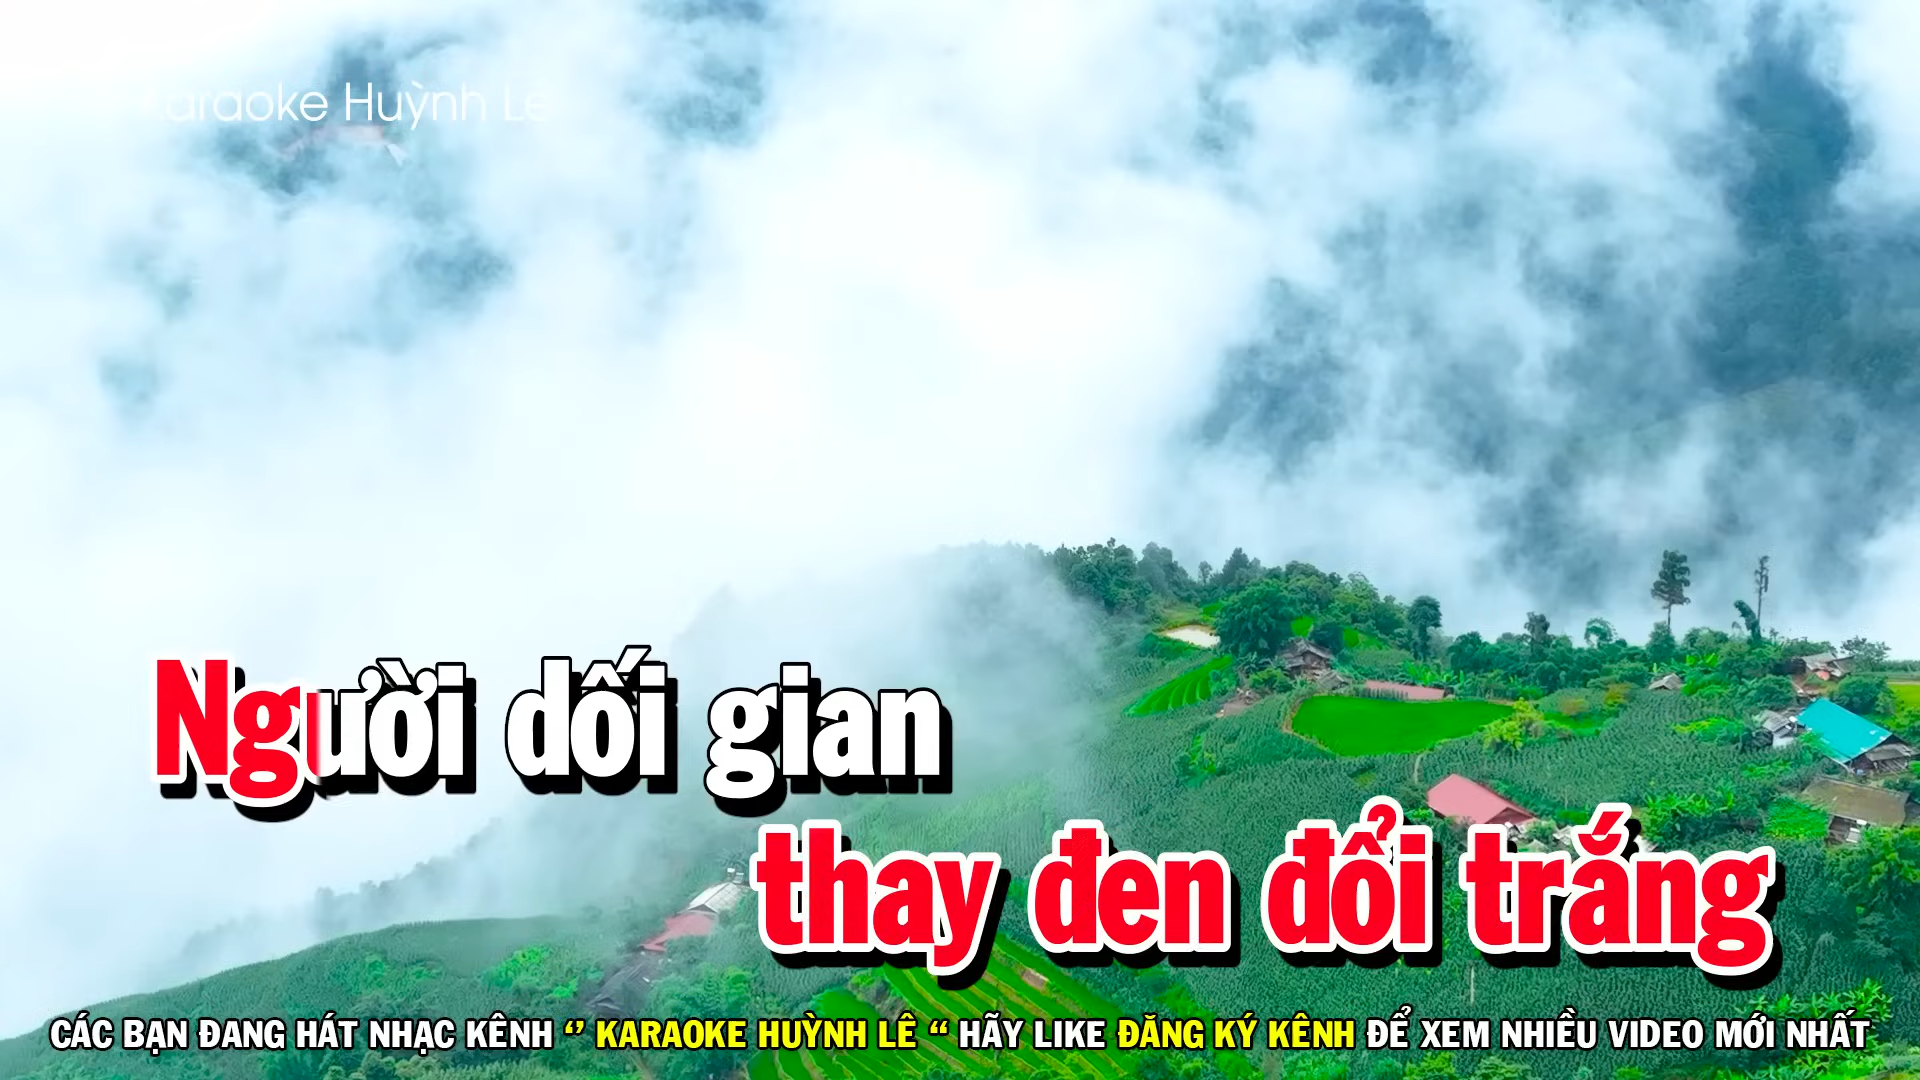 Karaoke Huỳnh Lê
Người dối gian
thay đen đổi trắng
CÁC BẠN ĐANG HÁT NHẠC KÊNH ‘’ KARAOKE HUỲNH LÊ “ HÃY LIKE ĐĂNG KÝ KÊNH ĐỂ XEM NHIỀU VIDEO MỚI NHẤT